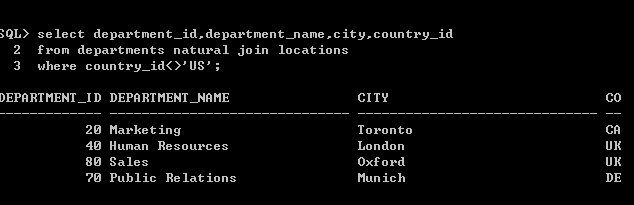 SQL> select department_id,department_name,city,country_id
  2  from departments natural join locations
  3  where country_id<>'US';
DEPARTMENT_ID DEPARTMENT_NAME                CITY                           CO
------------- ------------------------------ ------------------------------ --
           20 Marketing                      Toronto                        CA
           40 Human Resources                London                         UK
           80 Sales                          Oxford                         UK
           70 Public Relations               Munich                         DE